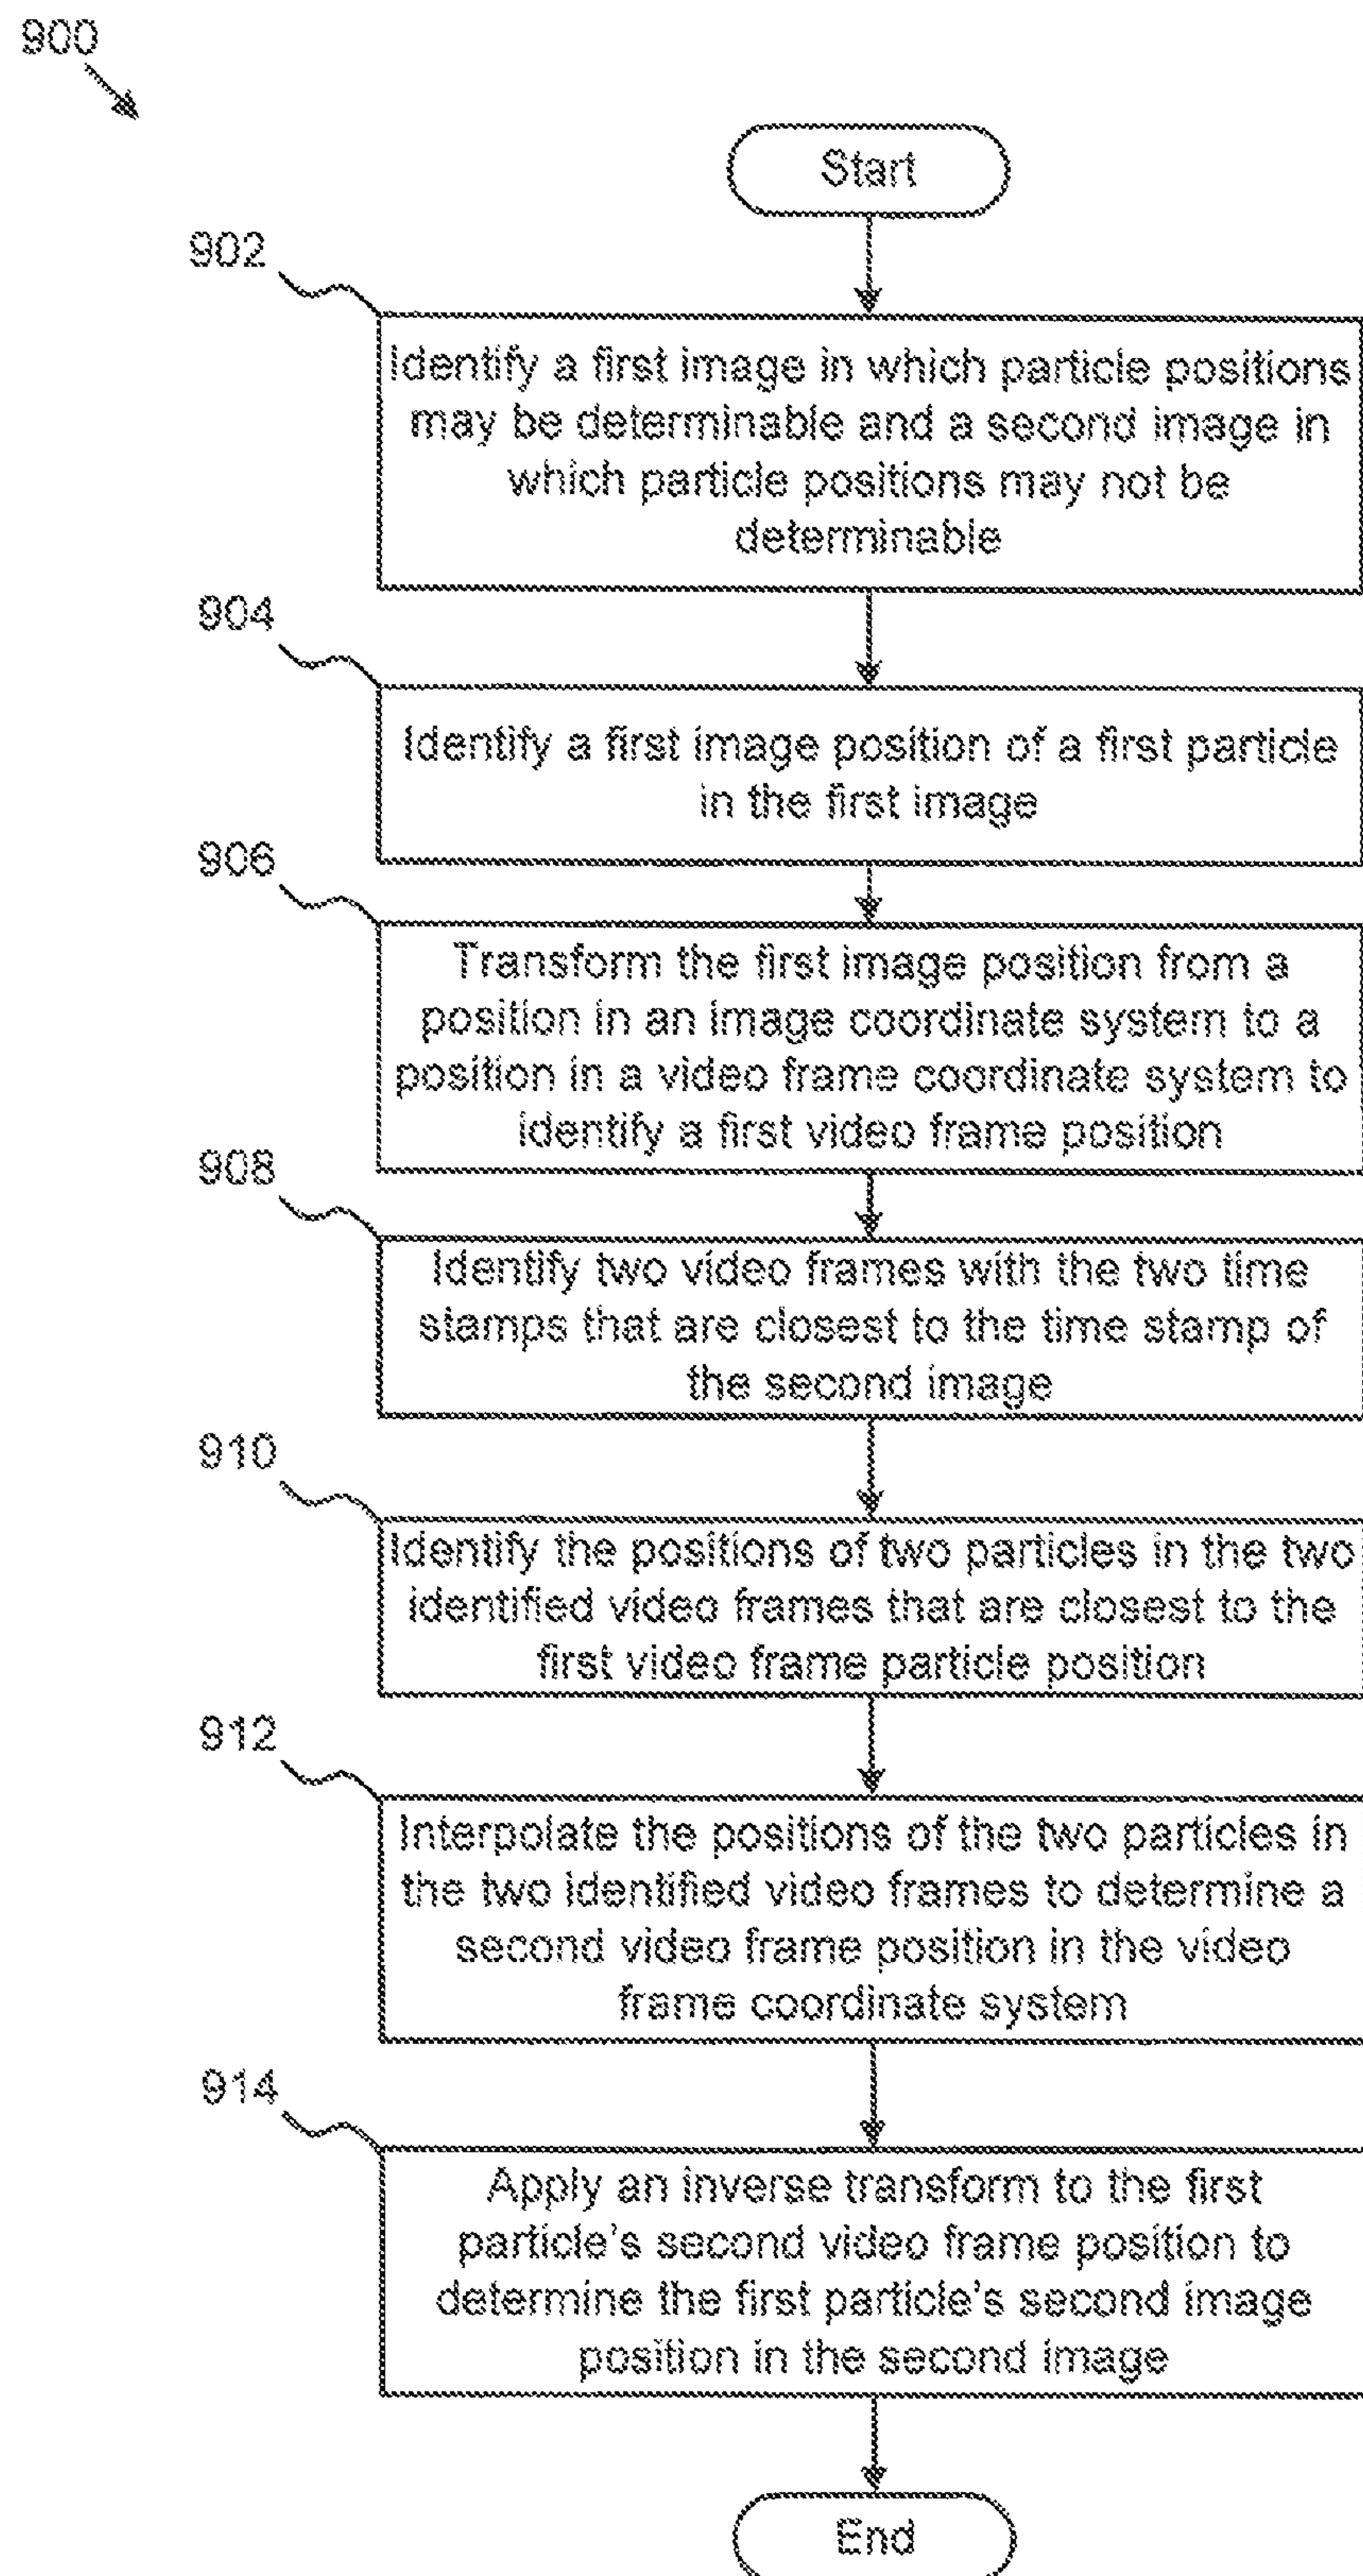 900
Start
902
Identify a first image in which particle positions
may be determinable and a second image in
which particle positions may not be
determinable
904
Identify a first image position of a first particle
in the first image
906
Transform the first image position from a
position in an image coordinate system to a
position in a video frame coordinate system to
identify a first video frame position
908
Identify two video frames with the two time
stamps that are closest to the time stamp of
the second image
910
Identify the positions of two particles in the two
identified video frames that are closest to the
first video frame particle position
912
Interpolate the positions of the two particles in
the two identified video frames to determine a
second video frame position in the video
frame coordinate system
914
Apply an inverse transform to the first
particle's second video frame position to
determine the first particle's second image
position in the second image
End